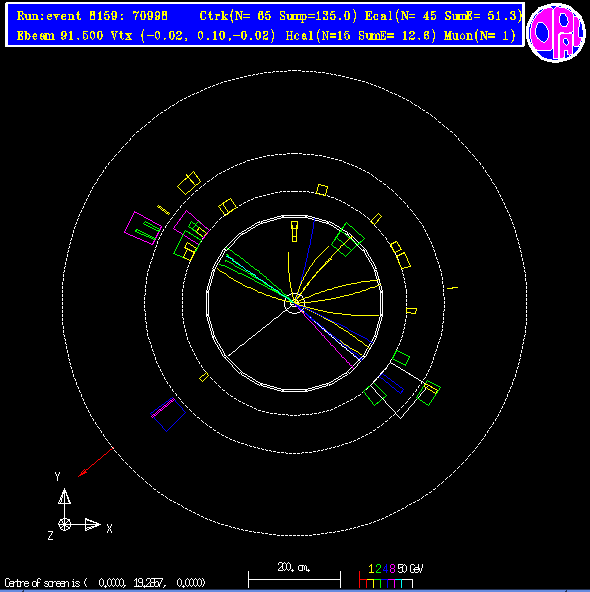 Run:event 8159: 70998 Ctrk(N= 65 Sump=135.0) Ecal(N= 45 SumE= 51.3)
Ebeam 91.500 Vtx (-0.02, 0.10,-0.02) Hcal(N=15 SumE= 12.6) Muon(N= 1)
OPAL
Y
X
Z
200. cm.
1 2 4 8 50 GeV
Centre of screen is ( 0.0000, 19.2857, 0.0000)